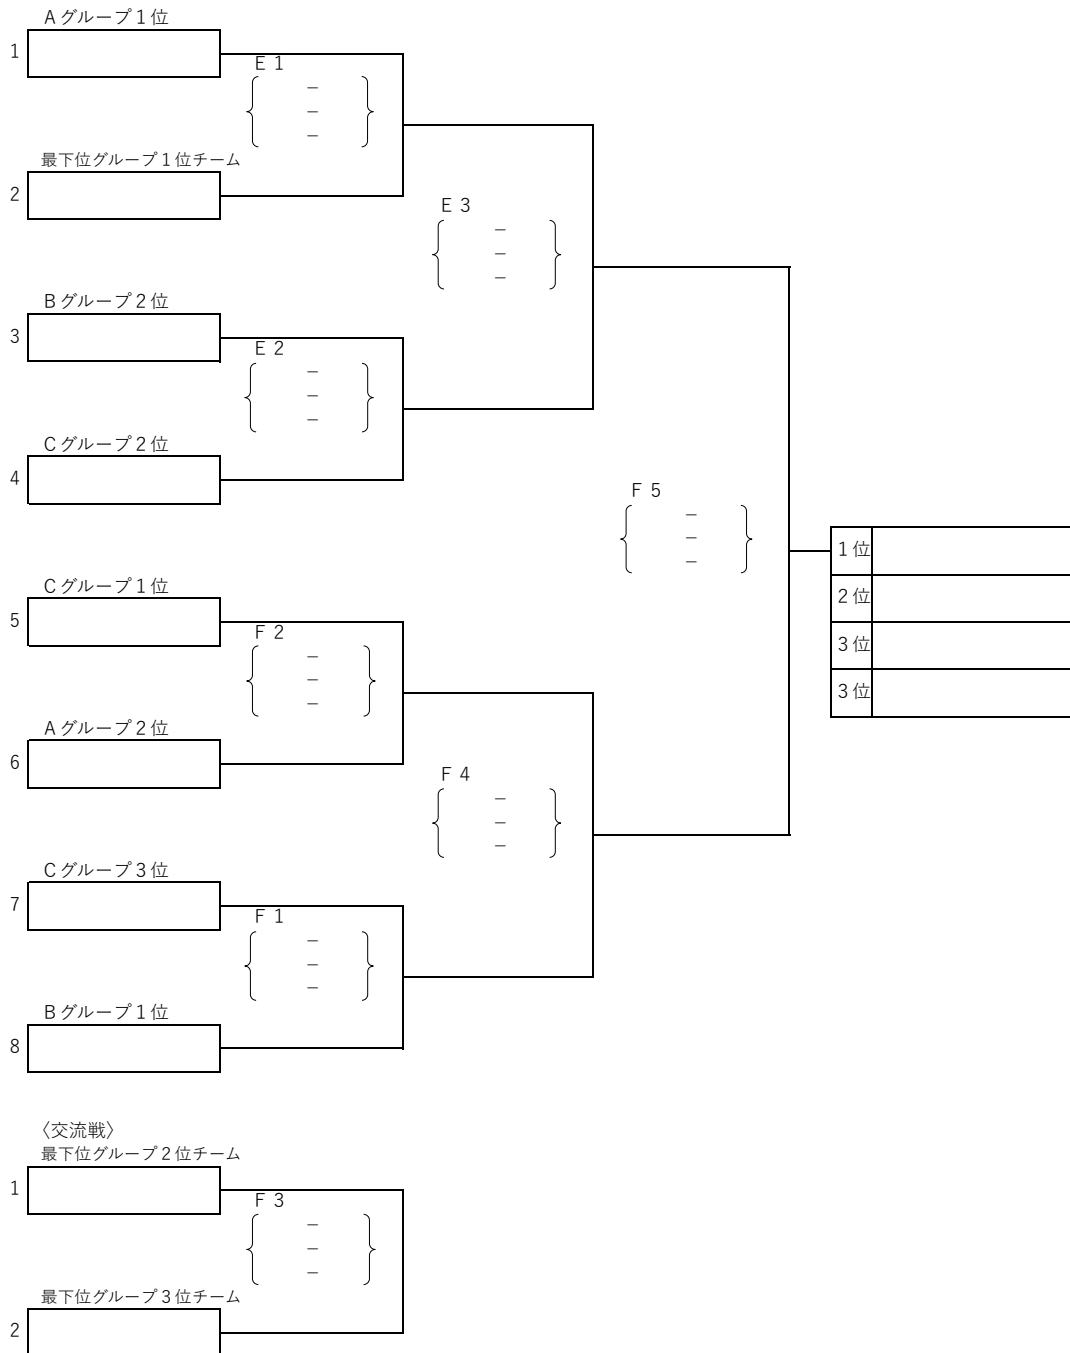 Aグループ1位
1
E 1
－
－
－
最下位グループ1位チーム
2
E 3
－
－
－
Bグループ2位
3
E 2
－
－
－
Cグループ2位
4
F 5
－
－
－
1位
2位
3位
3位
Cグループ1位
5
F 2
－
－
－
Aグループ2位
6
F 4
－
－
－
Cグループ3位
7
F 1
－
－
－
Bグループ1位
8
〈交流戦〉
最下位グループ2位チーム
1
F 3
－
－
－
最下位グループ3位チーム
2